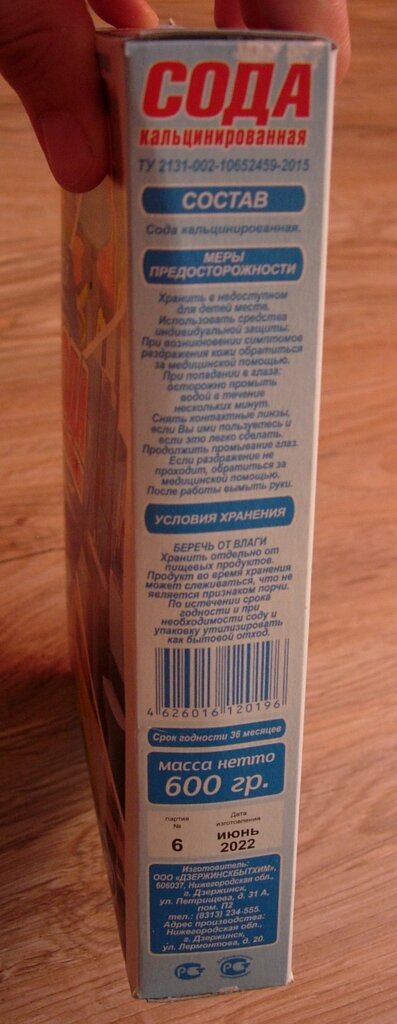 СОДА
кальцинированная
ТУ 2131-002-10652459-2015
СОСТАВ
Сода кальцинированная.
МЕРЫ
ПРЕДОСТОРОЖНОСТИ
Хранить в недоступном
для детей месте.
Использовать средства
индивидуальной защиты.
При возникновении симптомов
раздражения кожи обратиться
за медицинской помощью.
При попадании в глаза:
осторожно промыть
водой в течение
нескольких минут.
Снять контактные линзы,
если Вы ими пользуетесь и
если это легко сделать.
Продолжить промывание глаз.
Если раздражение не
проходит, обратиться за
медицинской помощью.
После работы вымыть руки.
УСЛОВИЯ ХРАНЕНИЯ
БЕРЕЧЬ ОТ ВЛАГИ
Хранить отдельно от
пищевых продуктов.
Продукт во время хранения
может слеживаться, что не
является признаком порчи.
По истечении срока
годности и при
необходимости соду и
упаковку утилизировать
как бытовой отход.
4 626016 120196
Срок годности 36 месяцев
масса нетто
600 гр.
партия
№
6
Дата
изготовления
июнь
2022
Изготовитель:
ООО «ДЗЕРЖИНСКБЫТХИМ»,
606037, Нижегородская обл.,
г. Дзержинск,
ул. Петрищева, д. 31 А,
пом. П2
тел.: (8313) 234-555.
Адрес производства:
Нижегородская обл.,
г. Дзержинск,
ул. Лермонтова, д. 20.